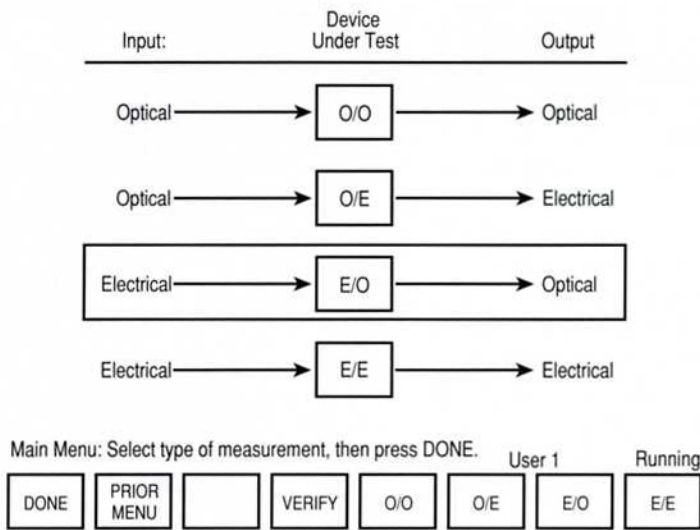 Input: Device Under Test Output
Optical O/O Optical
Optical O/E Electrical
Electrical E/O Optical
Electrical E/E Electrical
Main Menu: Select type of measurement, then press DONE. User 1 Running
DONE PRIOR MENU VERIFY O/O O/E E/O E/E